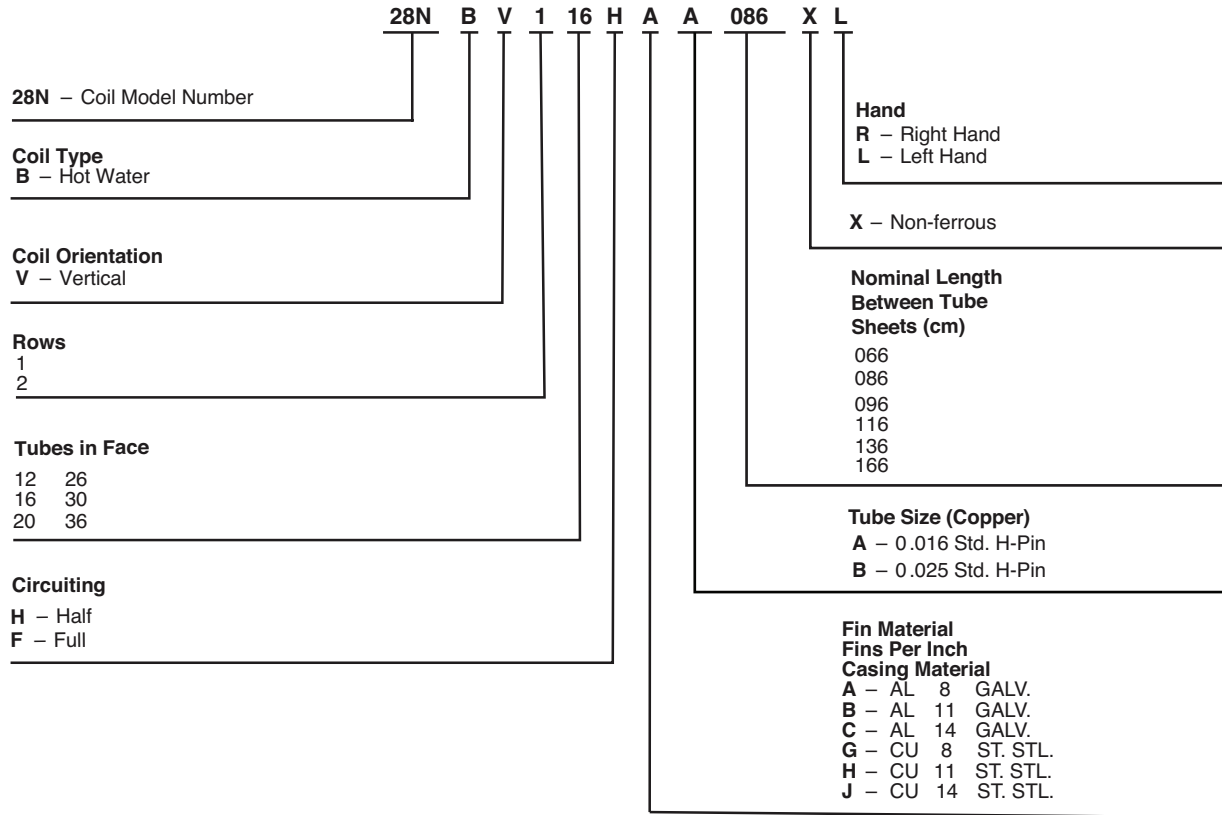 28N B V 1 16 H A A 086 X L
28N – Coil Model Number
Coil Type
B – Hot Water
Coil Orientation
V – Vertical
Rows
1
2
Tubes in Face
12 26
16 30
20 36
Circuiting
H – Half
F – Full
Hand
R – Right Hand
L – Left Hand
X – Non-ferrous
Nominal Length
Between Tube
Sheets (cm)
066
086
096
116
136
166
Tube Size (Copper)
A – 0.016 Std. H-Pin
B – 0.025 Std. H-Pin
Fin Material
Fins Per Inch
Casing Material
A – AL 8 GALV.
B – AL 11 GALV.
C – AL 14 GALV.
G – CU 8 ST. STL.
H – CU 11 ST. STL.
J – CU 14 ST. STL.